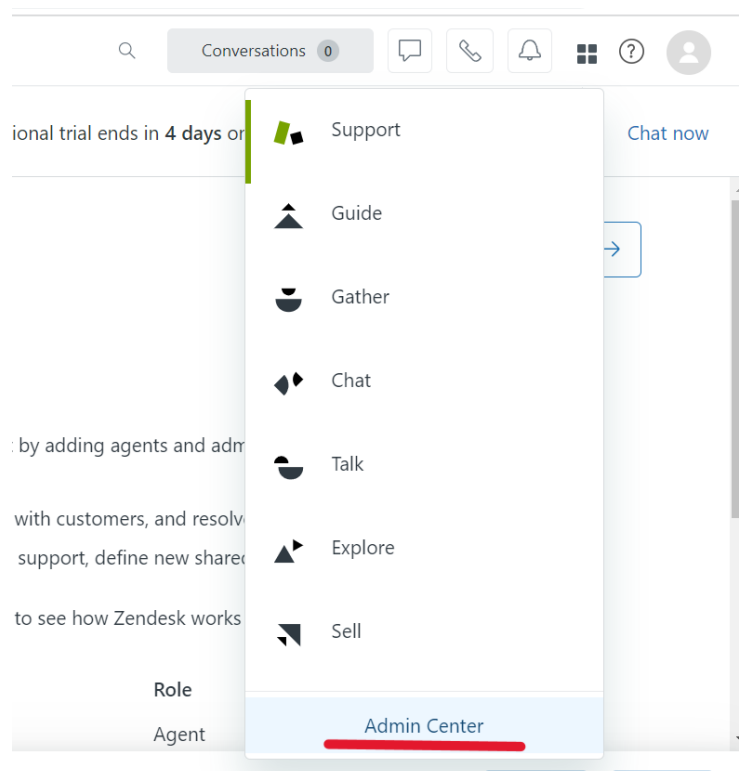 Conversations 0
ional trial ends in 4 days or
Chat now
Support
Guide
Gather
Chat
Talk
Explore
Sell
Admin Center
by adding agents and adm
with customers, and resolv
support, define new shared
to see how Zendesk works
Role
Agent